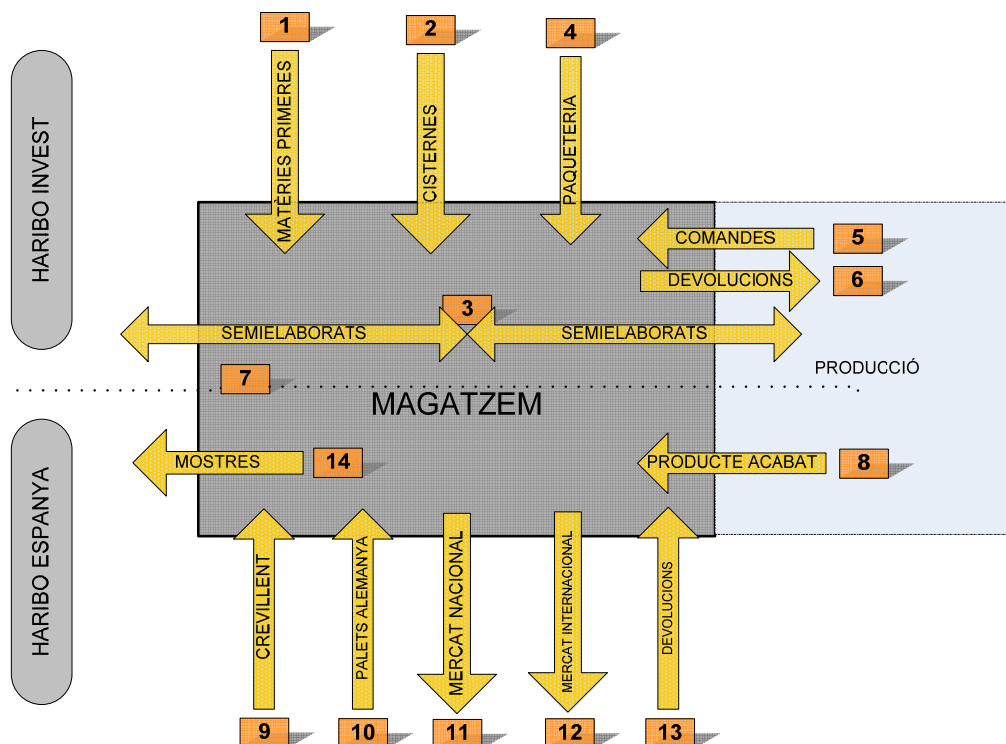 1
2
4
HARIBO INVEST
MATÈRIES PRIMERES
CISTERNES
PAQUETERIA
COMANDES
5
DEVOLUCIONS
6
3
SEMIELABORATS
SEMIELABORATS
PRODUCCIÓ
7
MAGATZEM
HARIBO ESPANYA
MOSTRES
14
PRODUCTE ACABAT
8
CREVILLENT
PALETS ALEMANYA
MERCAT NACIONAL
MERCAT INTERNACIONAL
DEVOLUCIONS
9
10
11
12
13